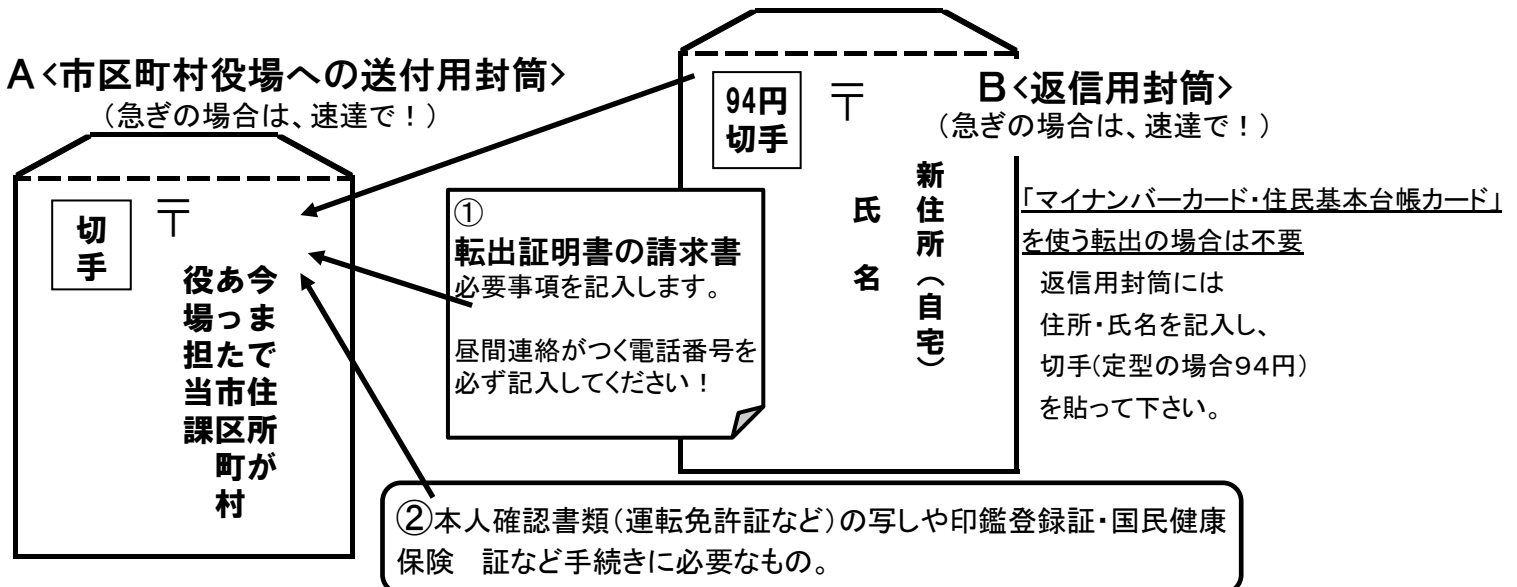 A<市区町村役場への送付用封筒>
(急ぎの場合は、速達で！)
切
手
〒
今まで住所が
あった市区町村
役場担当課
①
転出証明書の請求書
必要事項を記入します。
昼間連絡がつく電話番号を
必ず記入してください！
94円
切手
〒
新住所(自宅)
氏名
B<返信用封筒>
(急ぎの場合は、速達で！)
「マイナンバーカード・住民基本台帳カード」
を使う転出の場合は不要
返信用封筒には
住所・氏名を記入し、
切手(定型の場合９４円)
を貼って下さい。
②本人確認書類(運転免許証など)の写しや印鑑登録証・国民健康
保険　証など手続きに必要なもの。